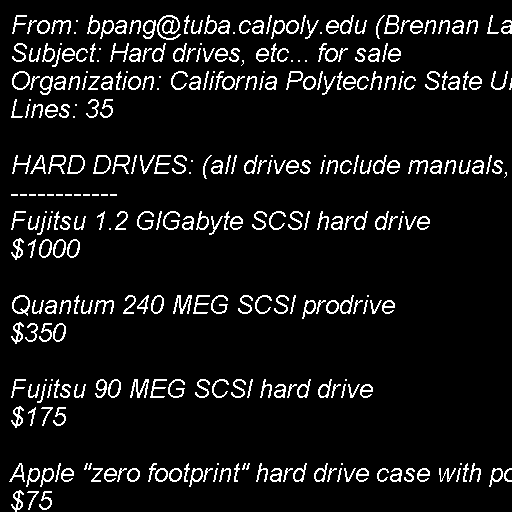 From: bpang@tuba.calpoly.edu (Brennan
Subject: Hard drives, etc... for sale
Organization: California Polytechnic State
Lines: 35
HARD DRIVES: (all drives include manuals,
------------
Fujitsu 1.2 GIGabyte SCSI hard drive
$1000
Quantum 240 MEG SCSI prodrive
$350
Fujitsu 90 MEG SCSI hard drive
$175
Apple "zero footprint" hard drive case with
$75